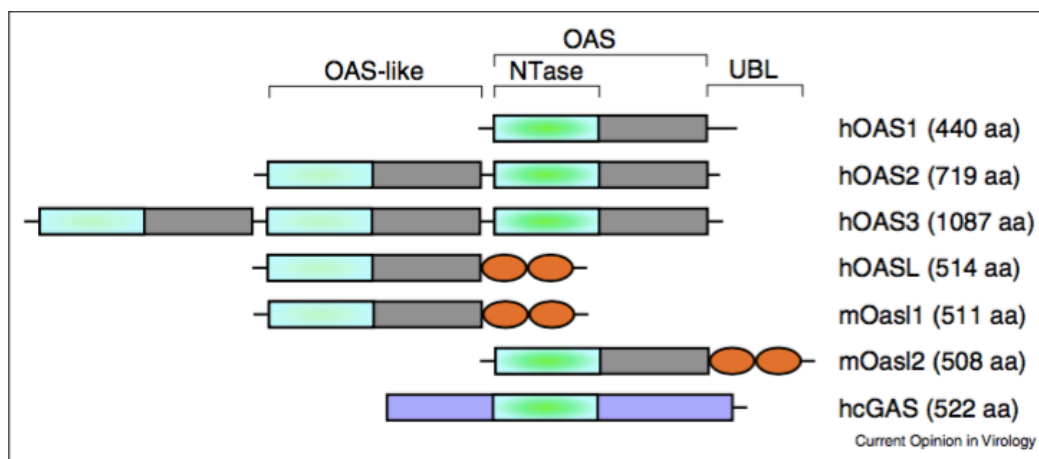 OAS
OAS-like NTase UBL
hOAS1 (440 aa)
hOAS2 (719 aa)
hOAS3 (1087 aa)
hOASL (514 aa)
mOasl1 (511 aa)
mOasl2 (508 aa)
hcGAS (522 aa)
Current Opinion in Virology